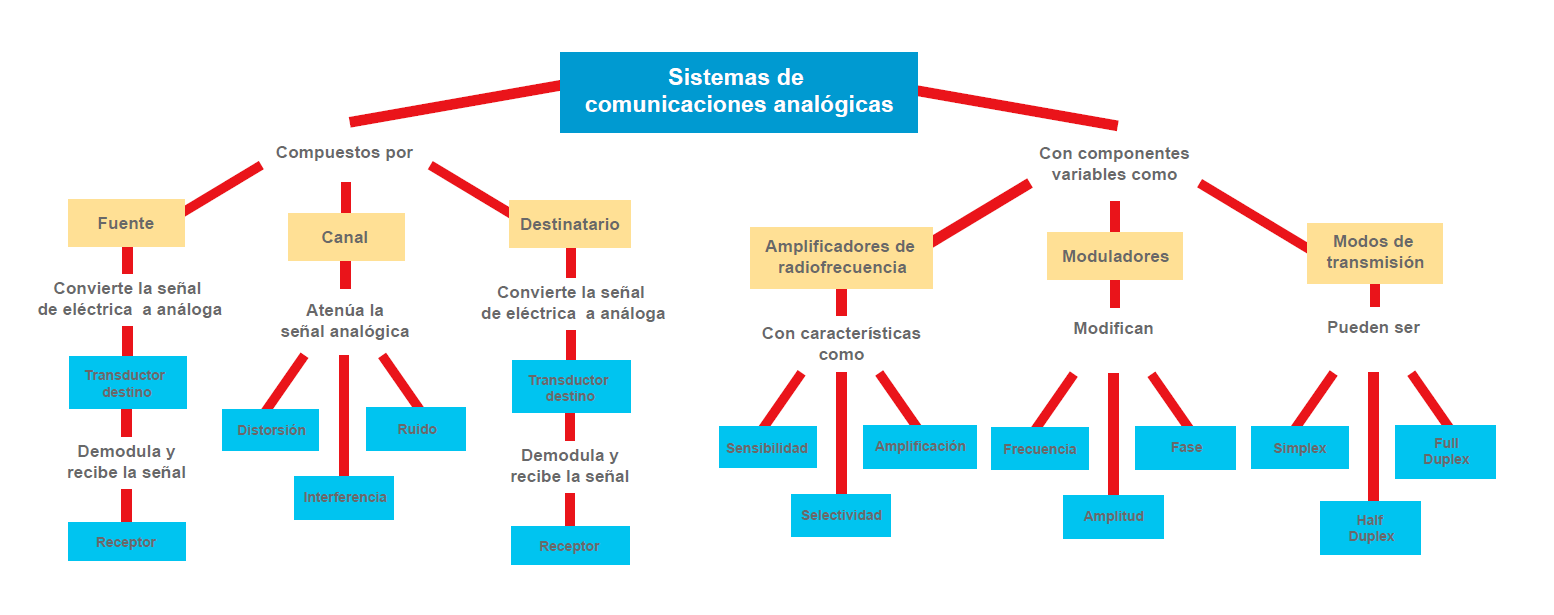 Sistemas de
comunicaciones analógicas
Compuestos por
Fuente
Convierte la señal
de eléctrica  a análoga
Transductor
destino
Demodula y
recibe la señal
Receptor
Canal
Atenúa la
señal analógica
Distorsión
Interferencia
Ruido
Destinatario
Convierte la señal
de eléctrica  a análoga
Transductor
destino
Demodula y
recibe la señal
Receptor
Con componentes
variables como
Amplificadores de
radiofrecuencia
Con características
como
Sensibilidad
Selectividad
Amplificación
Moduladores
Modifican
Frecuencia
Amplitud
Fase
Modos de
transmisión
Pueden ser
Simplex
Half
Duplex
Full
Duplex